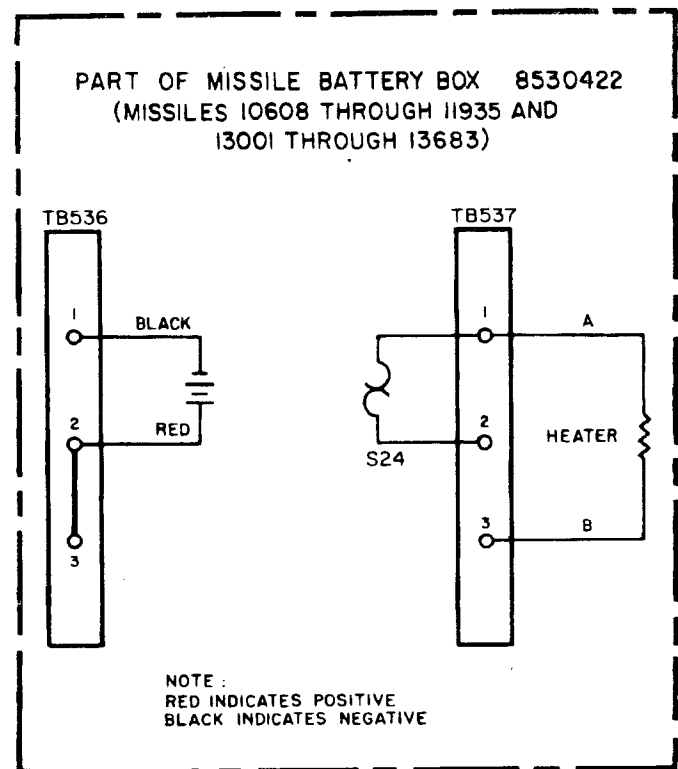 PART OF MISSILE BATTERY BOX 8530422
(MISSILES 10608 THROUGH 11935 AND
13001 THROUGH 13683)
TB536
TB537
1
BLACK
2
RED
3
1
A
2
HEATER
S24
3
B
NOTE :
RED INDICATES POSITIVE
BLACK INDICATES NEGATIVE